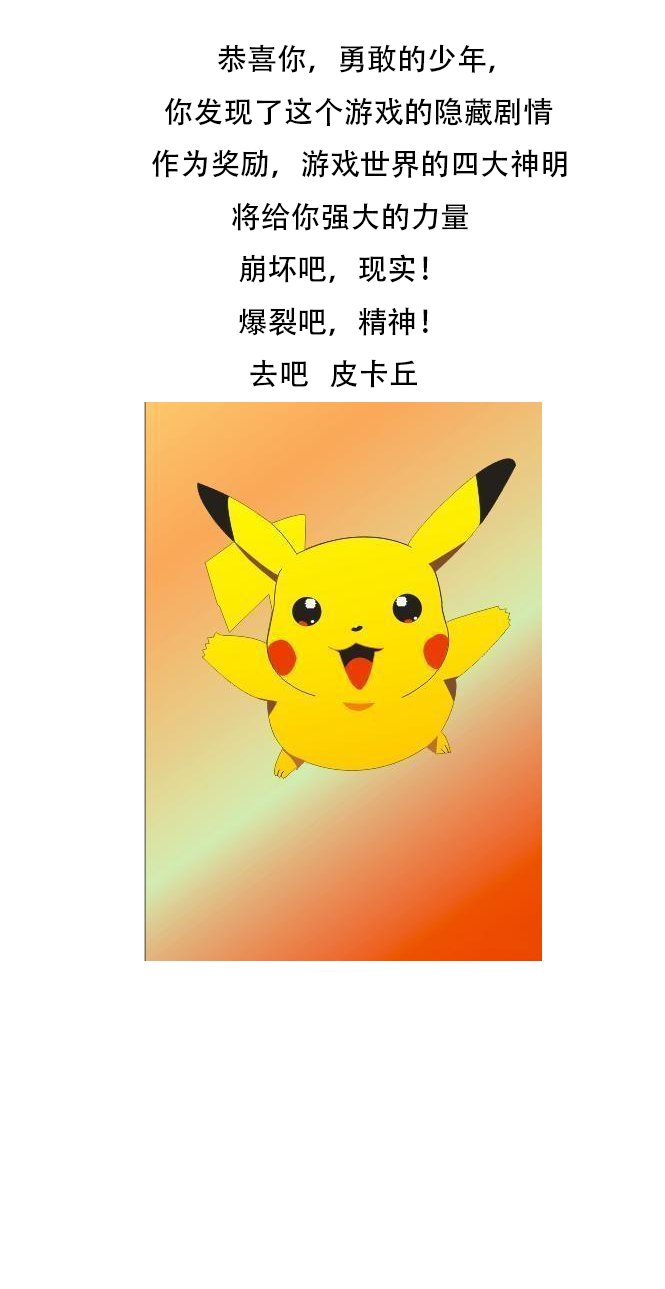 恭喜你，勇敢的少年，
你发现了这个游戏的隐藏剧情
作为奖励，游戏世界的四大神明
将给你强大的力量
崩坏吧，现实！
爆裂吧，精神！
去吧 皮卡丘